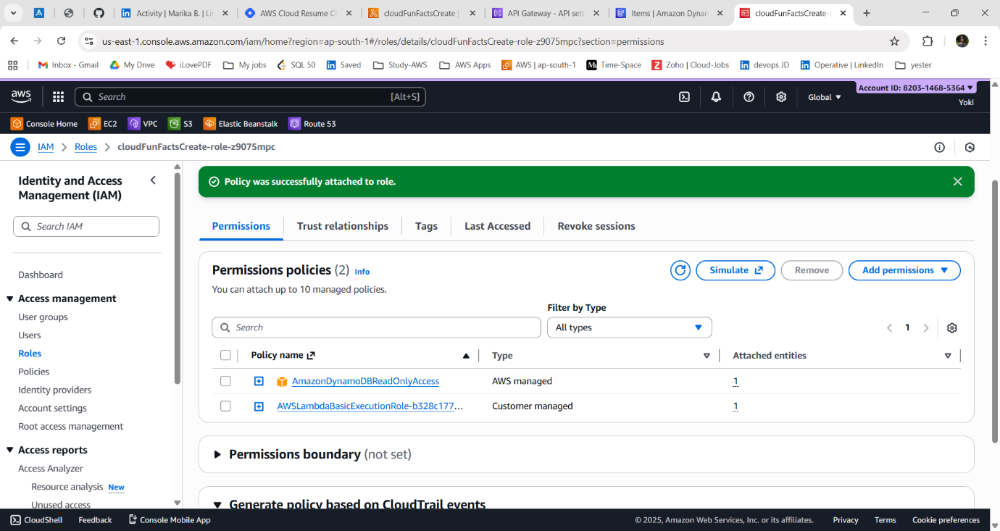 Activity | Marika B. | Lin
AWS Cloud Resume Ch
cloudFunFactsCreate |
API Gateway - API sett
Items | Amazon Dynam
cloudFunFactsCreate-r
us-east-1.console.aws.amazon.com/iam/home?region=ap-south-1#/roles/details/cloudFunFactsCreate-role-z9075mpc?section=permissions
Inbox - Gmail
My Drive
iLovePDF
My jobs
SQL 50
Saved
Study-AWS
AWS Apps
AWS | ap-south-1
Time-Space
Zoho | Cloud-Jobs
devops JD
Operative | LinkedIn
yester
aws
Search
[Alt+S]
Global
Account ID: 8203-1468-5364
Yoki
Console Home
EC2
VPC
S3
Elastic Beanstalk
Route 53
IAM
Roles
cloudFunFactsCreate-role-z9075mpc
Identity and Access
Management (IAM)
Search IAM
Dashboard
Access management
User groups
Users
Roles
Policies
Identity providers
Account settings
Root access management
Access reports
Access Analyzer
Resource analysis New
Unused access
Policy was successfully attached to role.
Permissions
Trust relationships
Tags
Last Accessed
Revoke sessions
Permissions policies (2) Info
You can attach up to 10 managed policies.
Simulate
Remove
Add permissions
Filter by Type
Search
All types
1
Policy name
Type
Attached entities
AmazonDynamoDBReadOnlyAccess
AWS managed
1
AWSLambdaBasicExecutionRole-b328c177...
Customer managed
1
Permissions boundary (not set)
Generate policy based on CloudTrail events
CloudShell
Feedback
Console Mobile App
© 2025, Amazon Web Services, Inc. or its affiliates.
Privacy
Terms
Cookie preferences